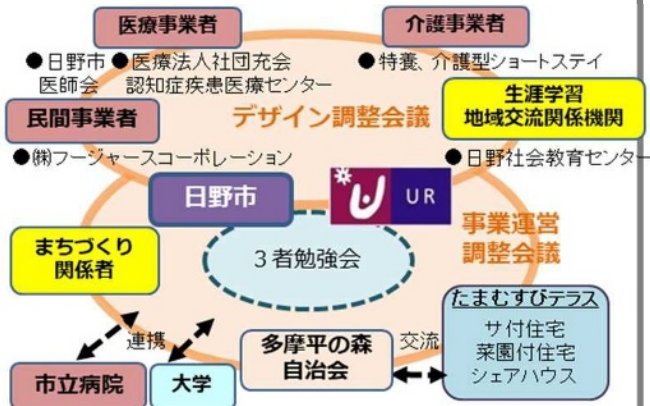 医療事業者
介護事業者
●日野市 ●医療法人社団充会
医師会 認知症疾患医療センター
●特養、介護型ショートステイ
民間事業者
デザイン調整会議
生涯学習
地域交流関係機関
●㈱フージャースコーポレーション
●日野社会教育センター
日野市
UR
事業運営
調整会議
まちづくり
関係者
3者勉強会
たまむすびテラス
サ付住宅
菜園付住宅
シェアハウス
連携
多摩平の森
自治会
交流
市立病院
大学